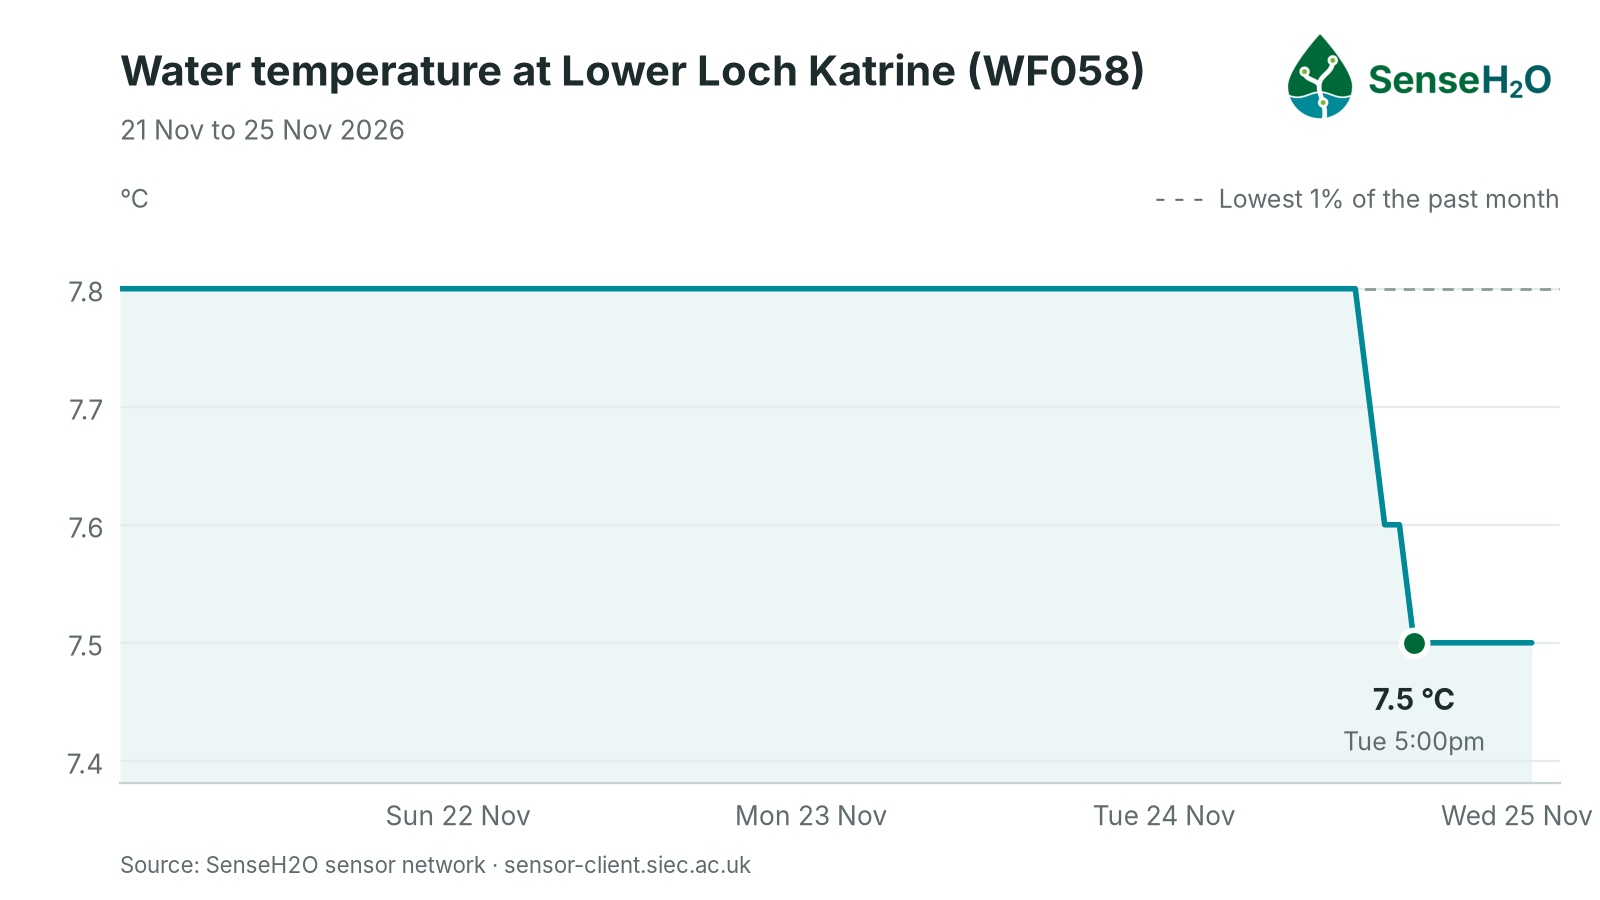 Water temperature at Lower Loch Katrine (WF058)
SenseH₂O
21 Nov to 25 Nov 2026
°C
--- Lowest 1% of the past month
7.8
7.7
7.6
7.5
7.4
7.5 °C
Tue 5:00pm
Sun 22 Nov
Mon 23 Nov
Tue 24 Nov
Wed 25 Nov
Source: SenseH2O sensor network · sensor-client.siec.ac.uk